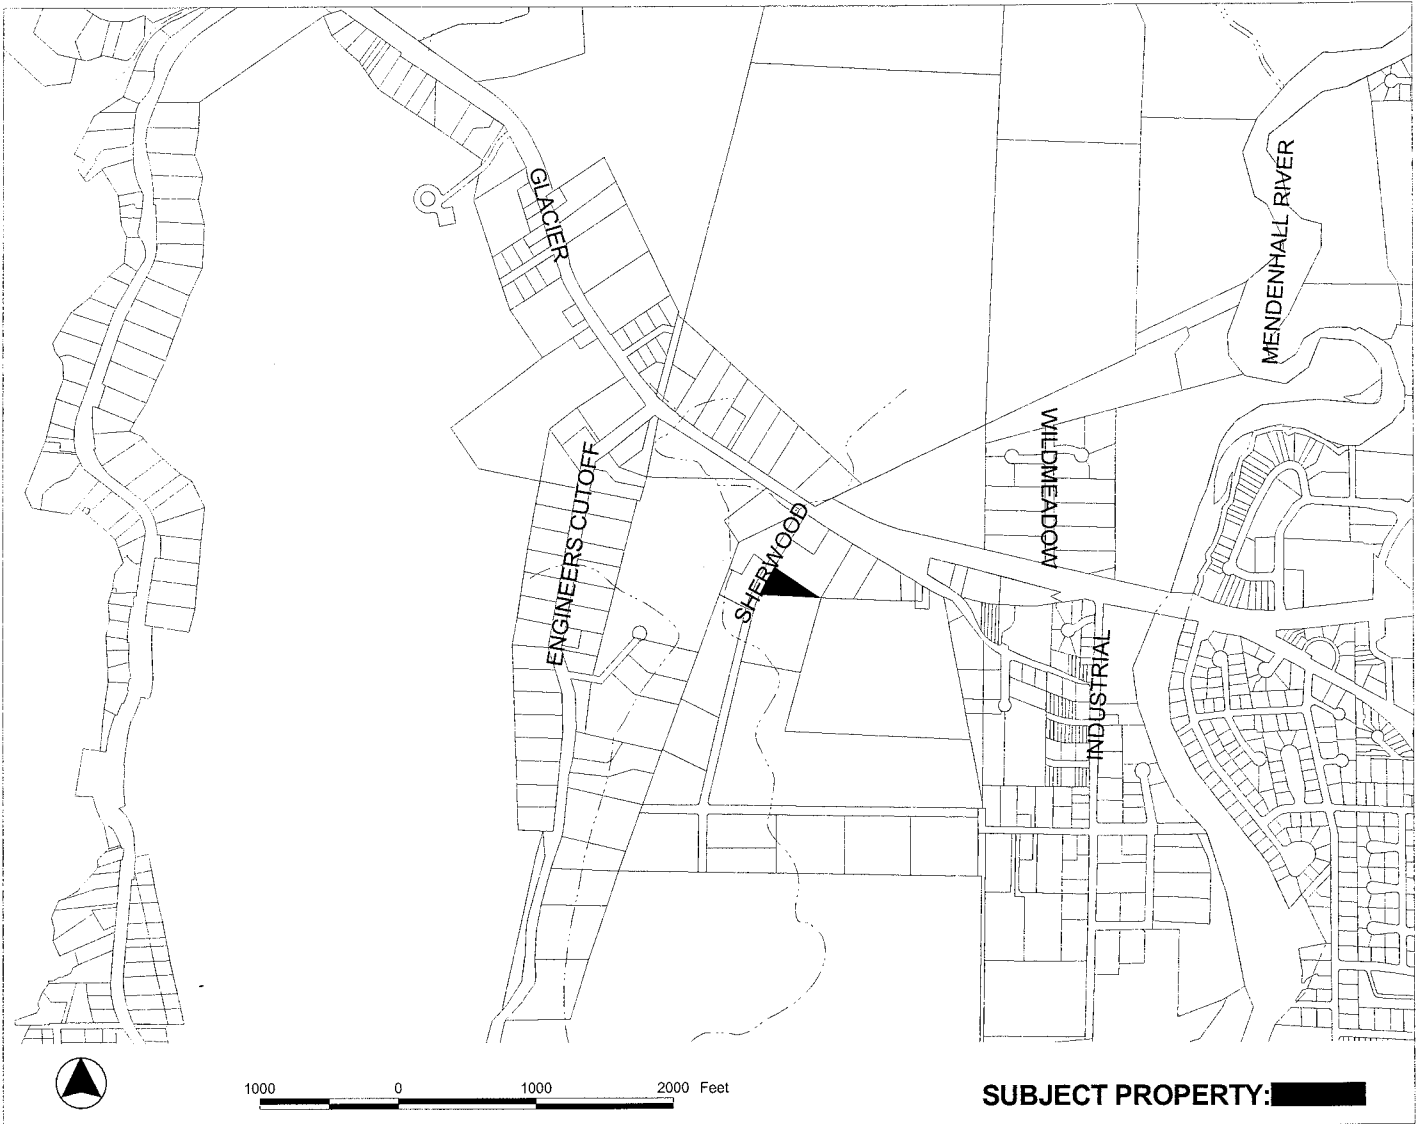 GLACIER
MENDENHALL RIVER
WILDMEADOW
ENGINEERS CUTOFF
SHERWOOD
INDUSTRIAL
1000 0 1000 2000 Feet
SUBJECT PROPERTY: